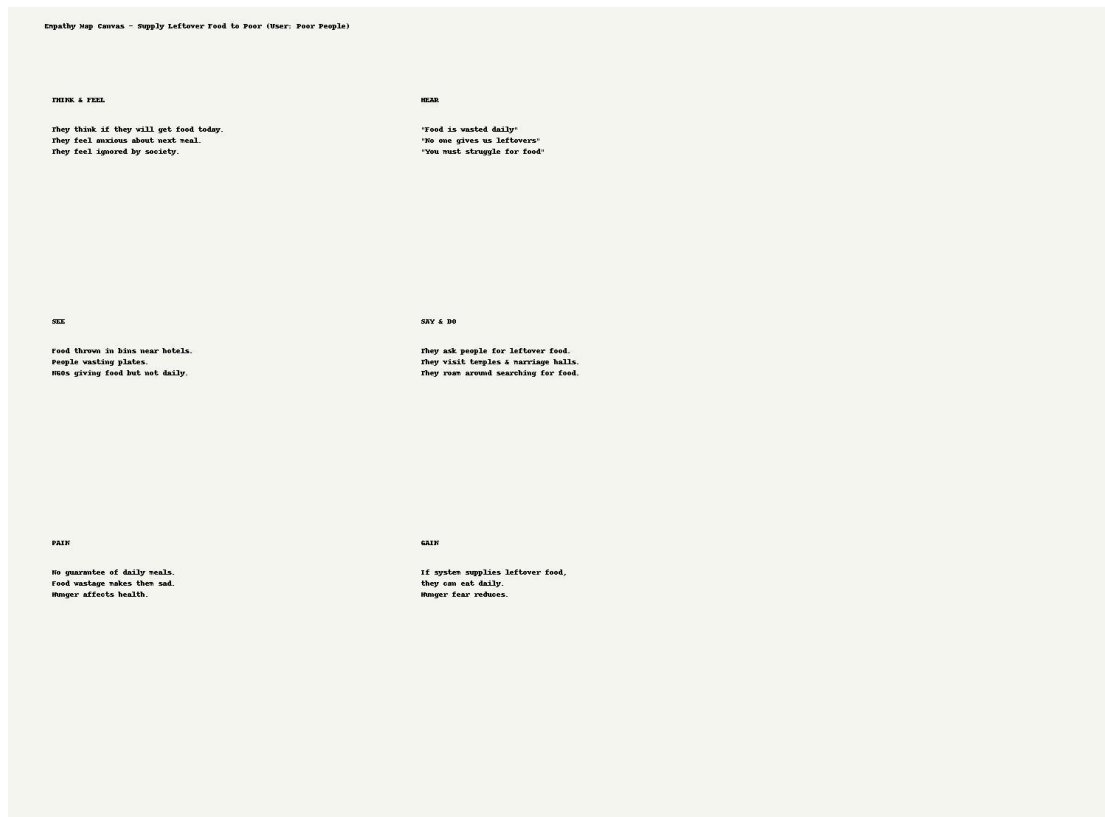 Empathy Map Canvas - Supply Leftover Food to Poor (User: Poor People)
THINK & FEEL
They think if they will get food today.
They feel anxious about next meal.
They feel ignored by society.
HEAR
"Food is wasted daily"
"No one gives us leftovers"
"You must struggle for food"
SEE
Food thrown in bins near hotels.
People wasting plates.
NGOs giving food but not daily.
SAY & DO
They ask people for leftover food.
They visit temples & marriage halls.
They roam around searching for food.
PAIN
No guarantee of daily meals.
Food wastage makes them sad.
Hunger affects health.
GAIN
If system supplies leftover food,
they can eat daily.
Hunger fear reduces.